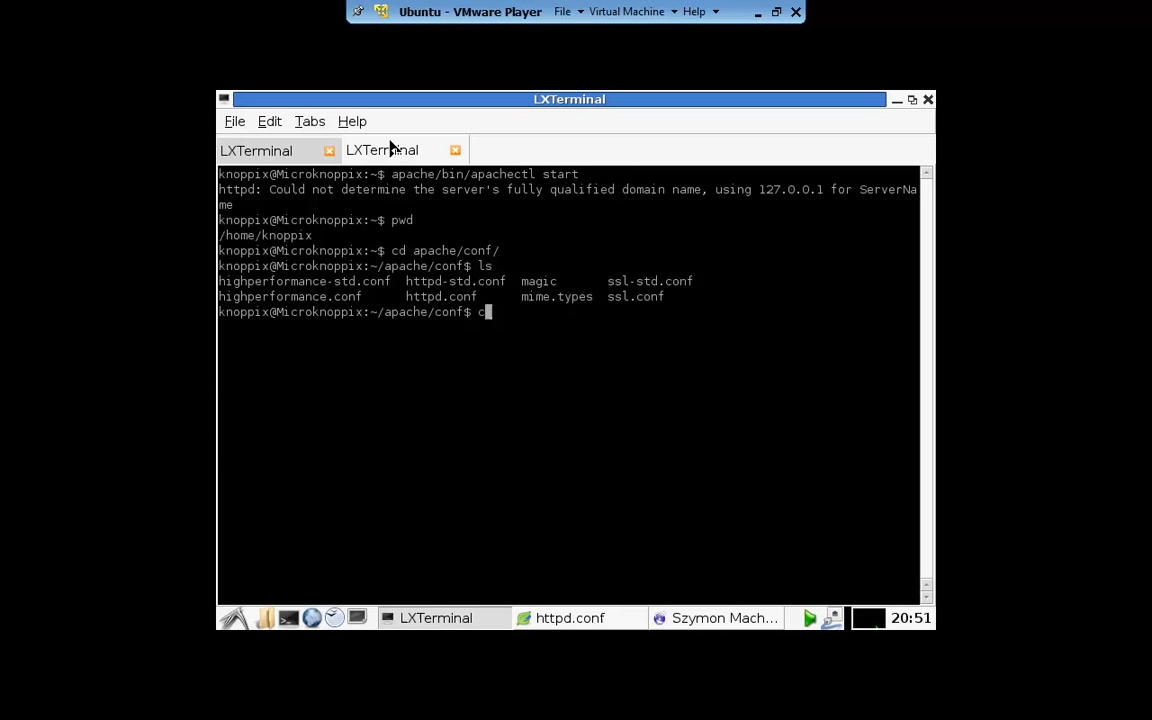 Ubuntu - VMware Player File Virtual Machine Help
LXTerminal
File Edit Tabs Help
LXTerminal LXTerminal
knoppix@Microknoppix:~$ apache/bin/apachectl start
httpd: Could not determine the server's fully qualified domain name, using 127.0.0.1 for ServerNa
me
knoppix@Microknoppix:~$ pwd
/home/knoppix
knoppix@Microknoppix:~$ cd apache/conf/
knoppix@Microknoppix:~/apache/conf$ ls
highperformance-std.conf httpd-std.conf magic ssl-std.conf
highperformance.conf httpd.conf mime.types ssl.conf
knoppix@Microknoppix:~/apache/conf$ c
LXTerminal httpd.conf Szymon Mach... 20:51